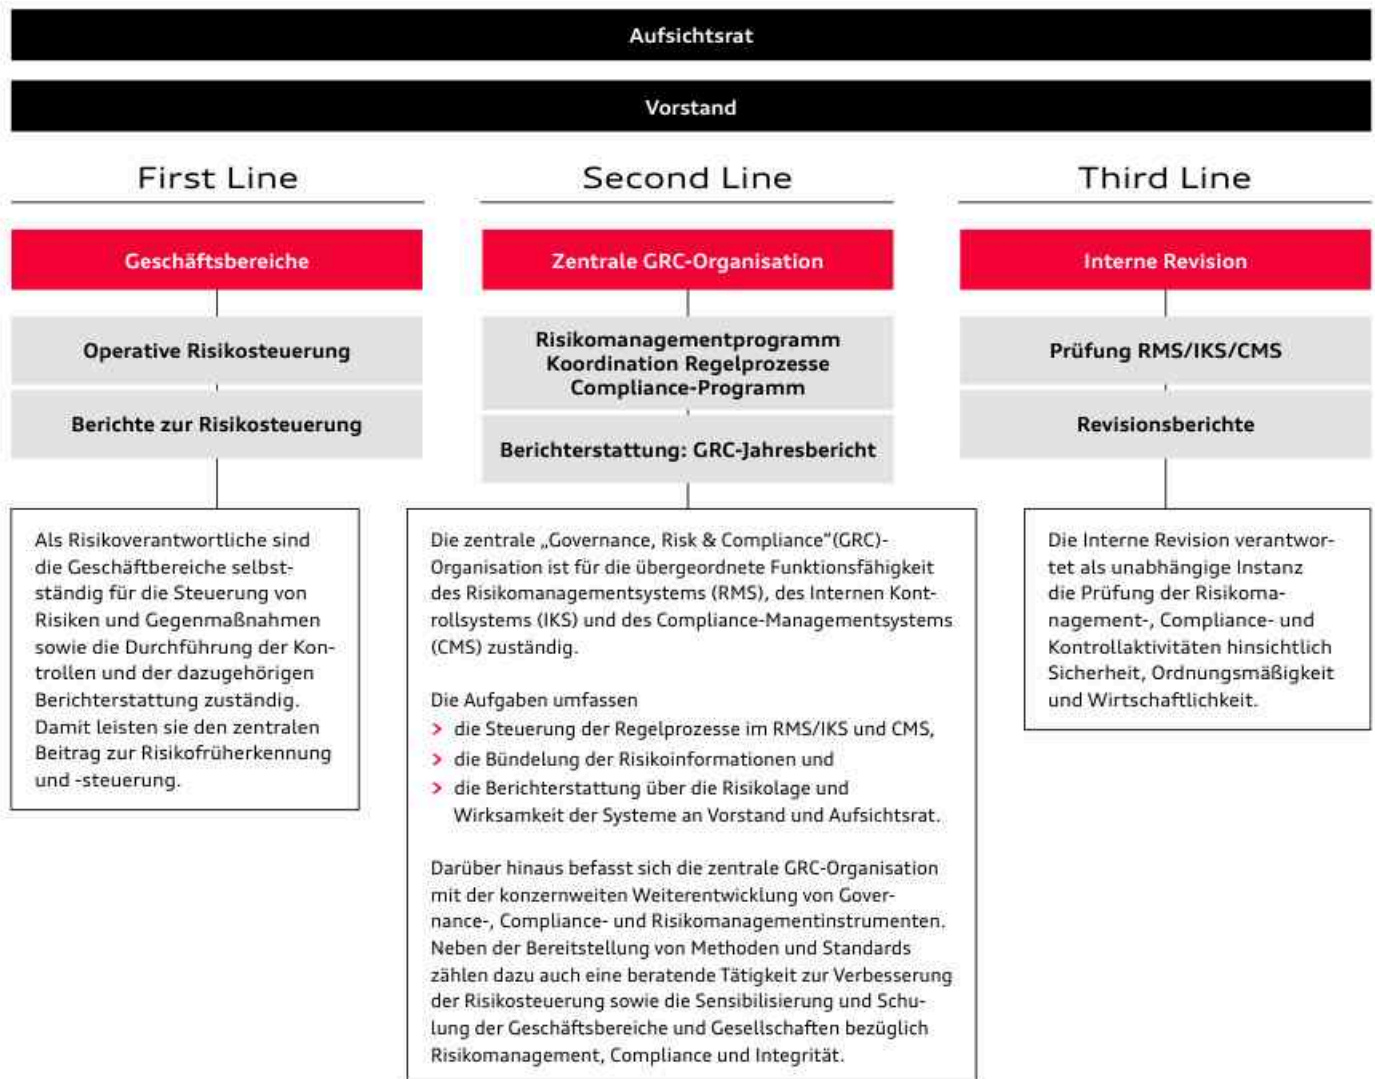 Aufsichtsrat
Vorstand
First Line
Geschäftsbereiche
Operative Risikosteuerung
Berichte zur Risikosteuerung
Als Risikoverantwortliche sind
die Geschäftbereiche selbst-
ständig für die Steuerung von
Risiken und Gegenmaßnahmen
sowie die Durchführung der Kon-
trollen und der dazugehörigen
Berichterstattung zuständig.
Damit leisten sie den zentralen
Beitrag zur Risikofrüherkennung
und -steuerung.
Second Line
Zentrale GRC-Organisation
Risikomanagementprogramm
Koordination Regelprozesse
Compliance-Programm
Berichterstattung: GRC-Jahresbericht
Die zentrale „Governance, Risk & Compliance"(GRC)-
Organisation ist für die übergeordnete Funktionsfähigkeit
des Risikomanagementsystems (RMS), des Internen Kont-
rollsystems (IKS) und des Compliance-Managementsystems
(CMS) zuständig.
Die Aufgaben umfassen
> die Steuerung der Regelprozesse im RMS/IKS und CMS,
> die Bündelung der Risikoinformationen und
> die Berichterstattung über die Risikolage und
Wirksamkeit der Systeme an Vorstand und Aufsichtsrat.
Darüber hinaus befasst sich die zentrale GRC-Organisation
mit der konzernweiten Weiterentwicklung von Gover-
nance-, Compliance- und Risikomanagementinstrumenten.
Neben der Bereitstellung von Methoden und Standards
zählen dazu auch eine beratende Tätigkeit zur Verbesserung
der Risikosteuerung sowie die Sensibilisierung und Schu-
lung der Geschäftsbereiche und Gesellschaften bezüglich
Risikomanagement, Compliance und Integrität.
Third Line
Interne Revision
Prüfung RMS/IKS/CMS
Revisionsberichte
Die Interne Revision verantwor-
tet als unabhängige Instanz
die Prüfung der Risikoma-
nagement-, Compliance- und
Kontrollaktivitäten hinsichtlich
Sicherheit, Ordnungsmäßigkeit
und Wirtschaftlichkeit.